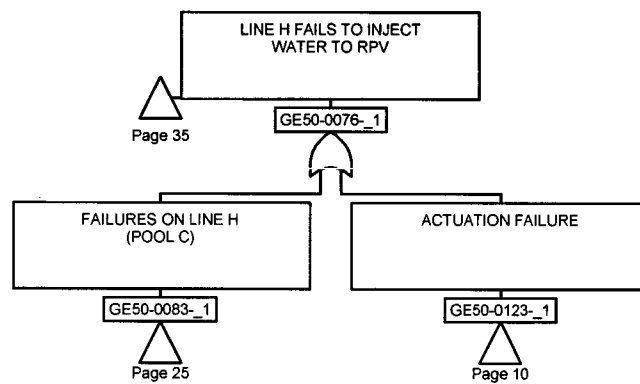 LINE H FAILS TO INJECT
WATER TO RPV
Page 35
GE50-0076-_1
FAILURES ON LINE H
(POOL C)
ACTUATION FAILURE
GE50-0083-_1
GE50-0123-_1
Page 25
Page 10